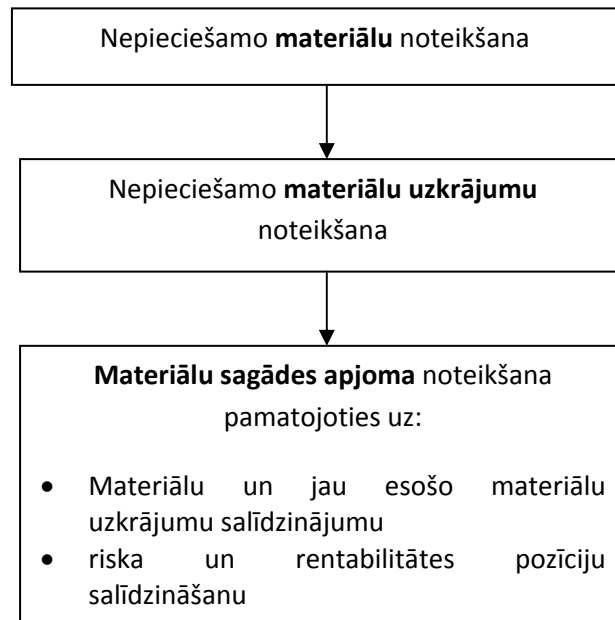 Nepieciešamo materiālu noteikšana
Nepieciešamo materiālu uzkrājumu
noteikšana
Materiālu sagādes apjoma noteikšana
pamatojoties uz:
• Materiālu un jau esošo materiālu
uzkrājumu salīdzinājumu
• riska un rentabilitātes pozīciju
salīdzināšanu